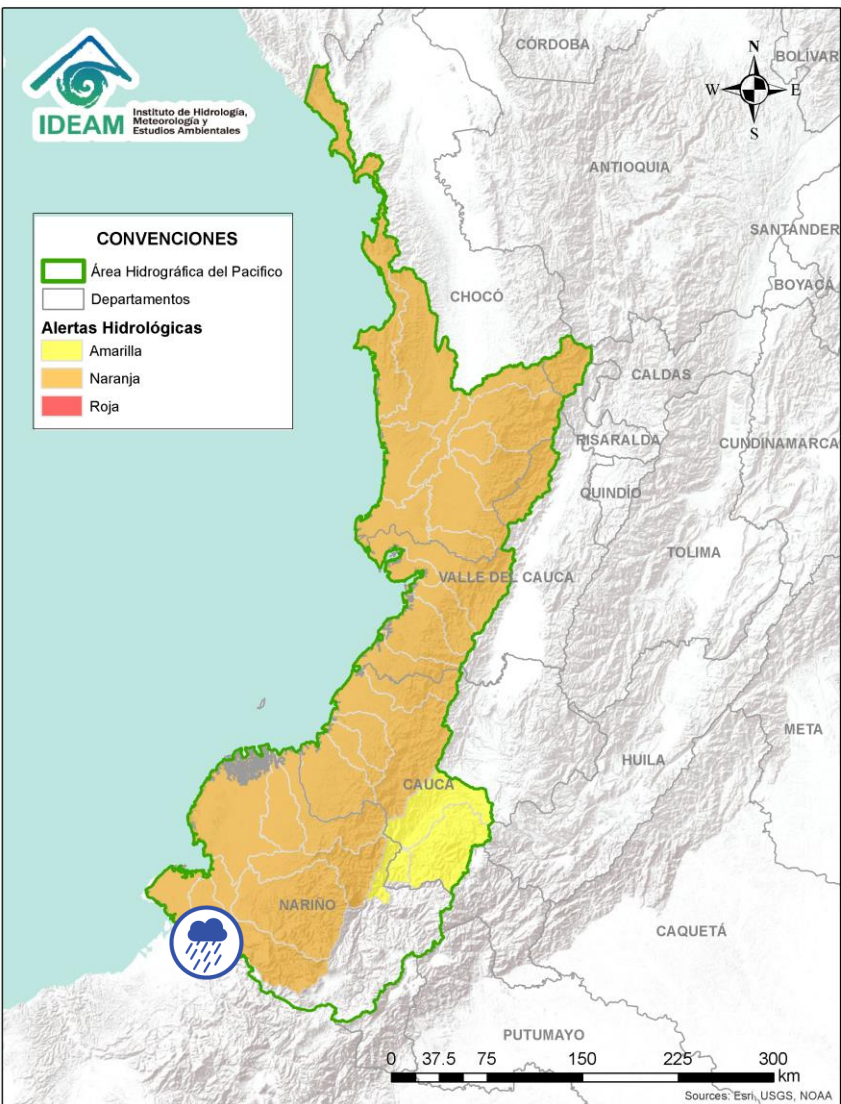 IDEAM
Instituto de Hidrología,
Meteorología y
Estudios Ambientales
N
W
E
S
CÓRDOBA
BOLÍVAR
ANTIOQUIA
SANTANDER
BOYACÁ
CHOCÓ
CALDAS
RISARALDA
CUNDINAMARCA
QUINDÍO
TOLIMA
VALLE DEL CAUCA
META
HUILA
CAUCA
NARIÑO
CAQUETÁ
PUTUMAYO
CONVENCIONES
Área Hidrográfica del Pacifico
Departamentos
Alertas Hidrológicas
Amarilla
Naranja
Roja
0 37.5 75 150 225 300
km
Sources: Esri, USGS, NOAA